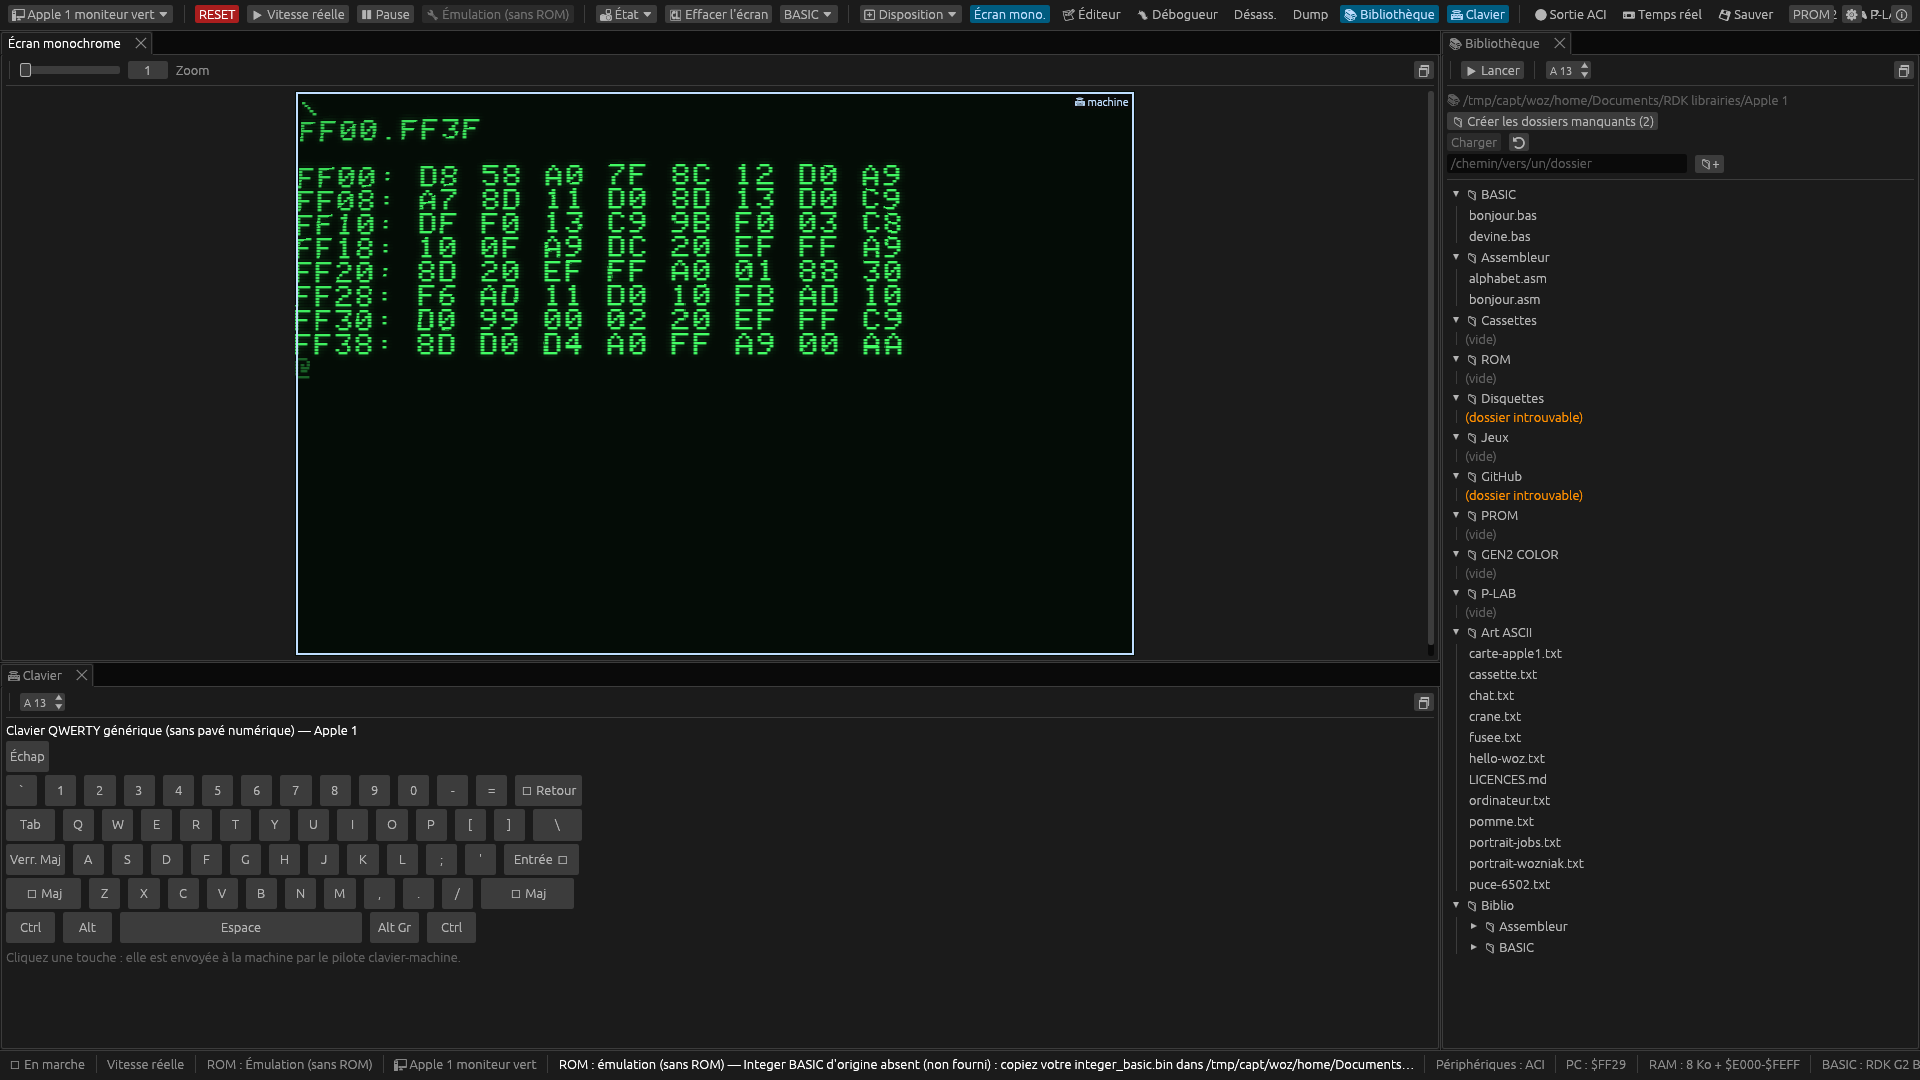 Apple 1 moniteur vert RESET Vitesse réelle Pause Émulation (sans ROM) État Effacer l'écran BASIC Disposition Écran mono. Éditeur Débogueur Désass. Dump Bibliothèque Clavier Sortie ACI Temps réel Sauver PROM
Écran monochrome
1 Zoom
machine
\
FF00.FF3F
FF00: D8 58 A0 7F 8C 12 D0 A9
FF08: A7 8D 11 D0 8D 13 D0 C9
FF10: DF F0 13 C9 9B F0 03 C8
FF18: 10 0F A9 DC 20 EF FF A9
FF20: 8D 20 EF FF A0 01 88 30
FF28: F6 AD 11 D0 10 FB AD 10
FF30: D0 99 00 02 20 EF FF C9
FF38: 8D D0 D4 A0 FF A9 00 AA
Clavier
A 13
Clavier QWERTY générique (sans pavé numérique) — Apple 1
Échap
` 1 2 3 4 5 6 7 8 9 0 - = Retour
Tab Q W E R T Y U I O P [ ] \
Verr. Maj A S D F G H J K L ; ' Entrée
Maj Z X C V B N M , . / Maj
Ctrl Alt Espace Alt Gr Ctrl
Cliquez une touche : elle est envoyée à la machine par le pilote clavier-machine.
Bibliothèque
Lancer A 13
/tmp/capt/woz/home/Documents/RDK librairies/Apple 1
Créer les dossiers manquants (2)
Charger
/chemin/vers/un/dossier
BASIC
bonjour.bas
devine.bas
Assembleur
alphabet.asm
bonjour.asm
Cassettes
(vide)
ROM
(vide)
Disquettes
(dossier introuvable)
Jeux
(vide)
GitHub
(dossier introuvable)
PROM
(vide)
GEN2 COLOR
(vide)
P-LAB
(vide)
Art ASCII
carte-apple1.txt
cassette.txt
chat.txt
crane.txt
fusee.txt
hello-woz.txt
LICENCES.md
ordinateur.txt
pomme.txt
portrait-jobs.txt
portrait-wozniak.txt
puce-6502.txt
Biblio
Assembleur
BASIC
En marche Vitesse réelle ROM : Émulation (sans ROM) Apple 1 moniteur vert ROM : émulation (sans ROM) — Integer BASIC d'origine absent (non fourni) : copiez votre integer_basic.bin dans /tmp/capt/woz/home/Documents... Périphériques : ACI PC : $FF29 RAM : 8 Ko + $E000-$EFFF BASIC : RDK G2 B